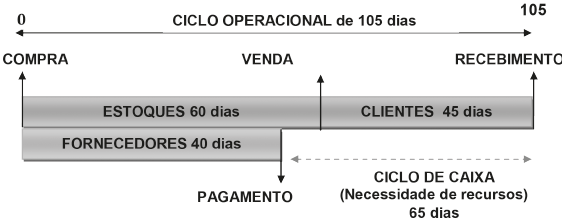 0 CICLO OPERACIONAL de 105 dias 105
COMPRA VENDA RECEBIMENTO
ESTOQUES 60 dias CLIENTES 45 dias
FORNECEDORES 40 dias
PAGAMENTO
CICLO DE CAIXA
(Necessidade de recursos)
65 dias